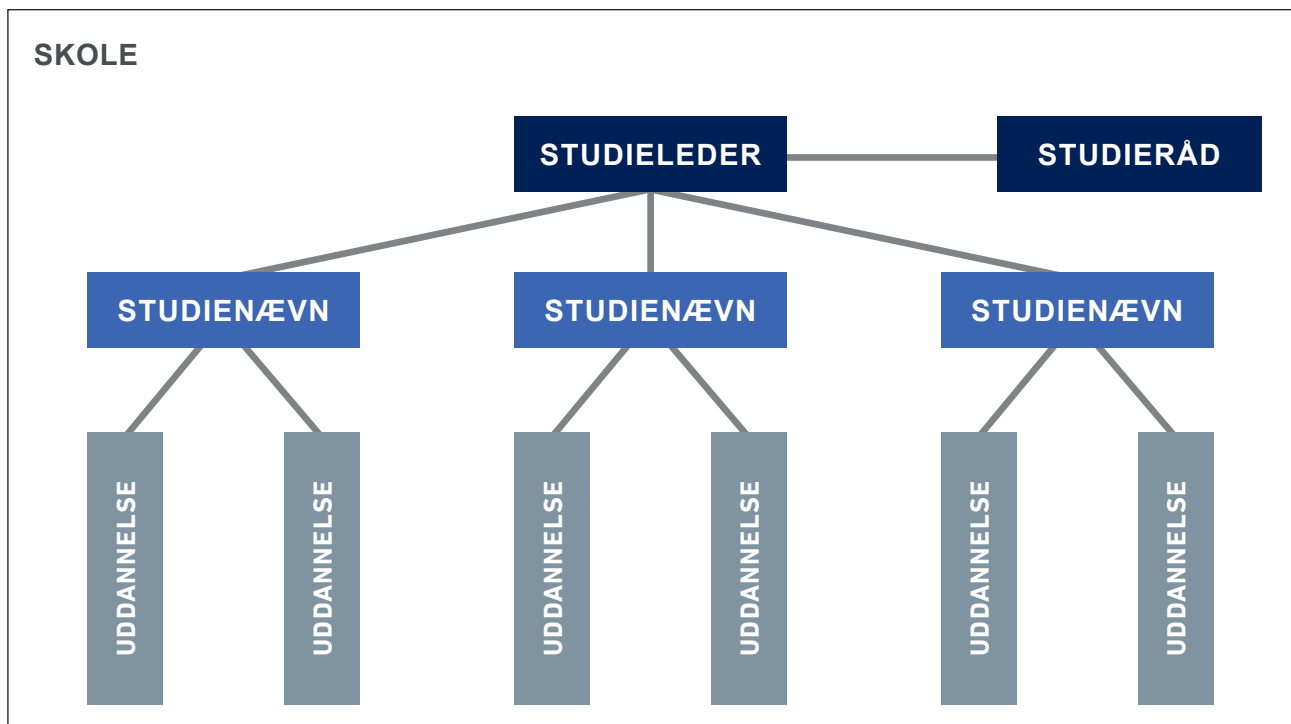 SKOLE
STUDIELEDER
STUDIERÅD
STUDIENÆVN
STUDIENÆVN
STUDIENÆVN
UDDANNELSE
UDDANNELSE
UDDANNELSE
UDDANNELSE
UDDANNELSE
UDDANNELSE